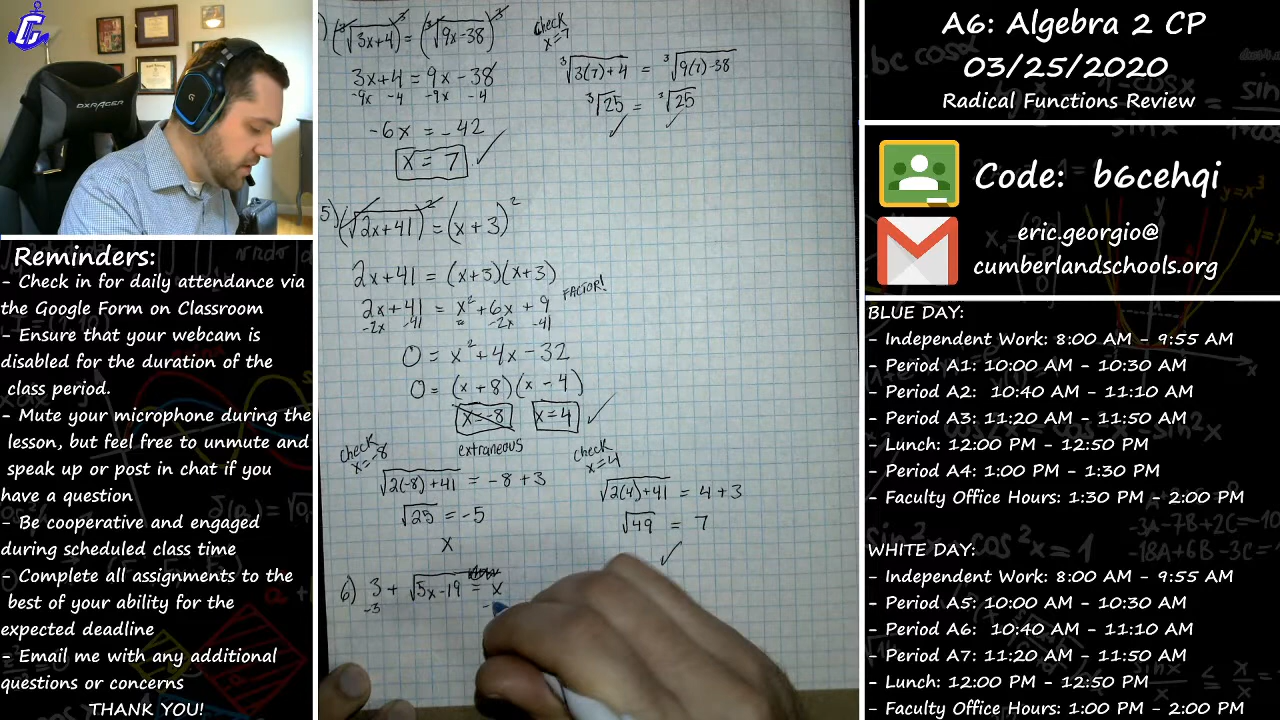 C
DXRACER
) (³√3x+4)³ = (³√9x-38)³
3x+4 = 9x-38
-9x -4 -9x -4
-6x = -42
x = 7
check
x=7
³√3(7)+4 = ³√9(7)-38
³√25 = ³√25
5) (√2x+41)² = (x+3)²
2x+41 = (x+3)(x+3)
2x+41 = x²+6x+9 FACTOR!
-2x -41 -2x -41
0 = x²+4x-32
0 = (x+8)(x-4)
x=-8 x=4
extraneous
check
x=-8
√2(-8)+41 = -8+3
√25 = -5
X
check
x=4
√2(4)+41 = 4+3
√49 = 7
6) 3 + √5x-19 = x
-3 -
Reminders:
- Check in for daily attendance via
the Google Form on Classroom
- Ensure that your webcam is
disabled for the duration of the
class period.
- Mute your microphone during the
lesson, but feel free to unmute and
speak up or post in chat if you
have a question
- Be cooperative and engaged
during scheduled class time
- Complete all assignments to the
best of your ability for the
expected deadline
- Email me with any additional
questions or concerns
THANK YOU!
A6: Algebra 2 CP
03/25/2020
Radical Functions Review
Code: b6cehqi
eric.georgio@
cumberlandschools.org
BLUE DAY:
- Independent Work: 8:00 AM - 9:55 AM
- Period A1: 10:00 AM - 10:30 AM
- Period A2: 10:40 AM - 11:10 AM
- Period A3: 11:20 AM - 11:50 AM
- Lunch: 12:00 PM - 12:50 PM
- Period A4: 1:00 PM - 1:30 PM
- Faculty Office Hours: 1:30 PM - 2:00 PM
WHITE DAY:
- Independent Work: 8:00 AM - 9:55 AM
- Period A5: 10:00 AM - 10:30 AM
- Period A6: 10:40 AM - 11:10 AM
- Period A7: 11:20 AM - 11:50 AM
- Lunch: 12:00 PM - 12:50 PM
- Faculty Office Hours: 1:00 PM - 2:00 PM